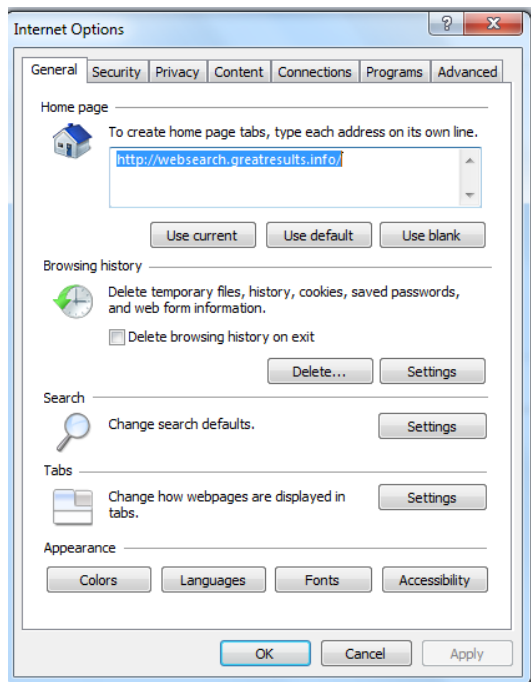 Internet Options
General Security Privacy Content Connections Programs Advanced
Home page
To create home page tabs, type each address on its own line.
http://websearch.greatresults.info/
Use current Use default Use blank
Browsing history
Delete temporary files, history, cookies, saved passwords,
and web form information.
Delete browsing history on exit
Delete... Settings
Search
Change search defaults. Settings
Tabs
Change how webpages are displayed in
tabs.
Settings
Appearance
Colors Languages Fonts Accessibility
OK Cancel Apply